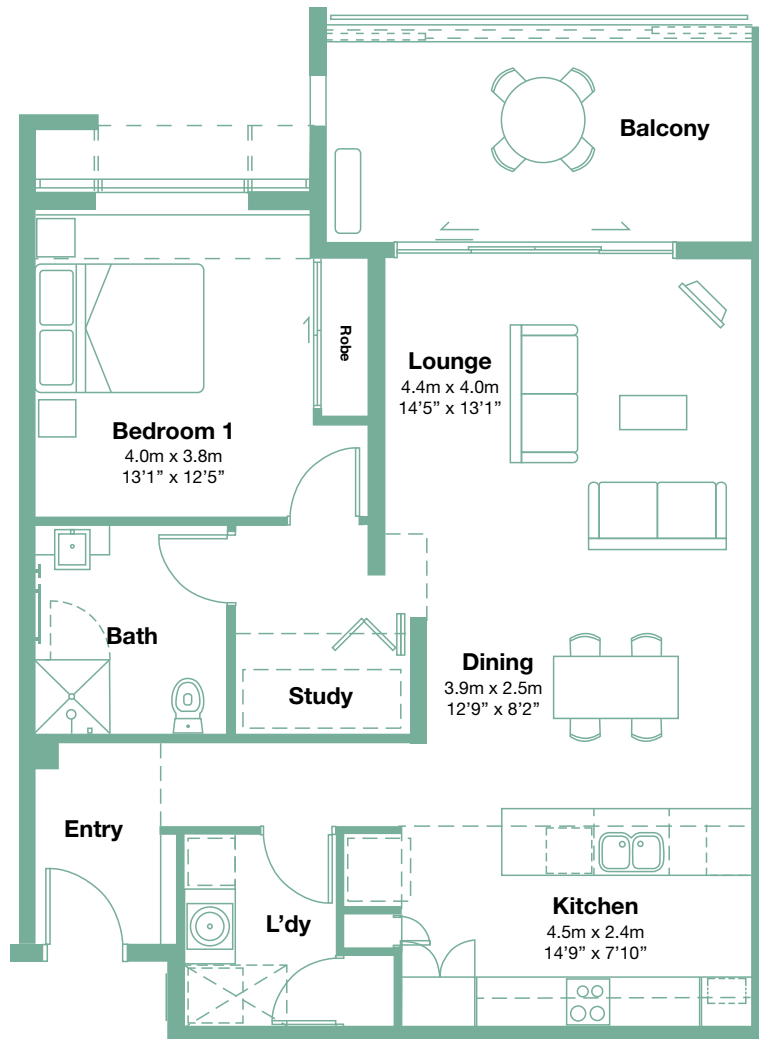 Balcony
Robe
Lounge
4.4m x 4.0m
14’5” x 13’1”
Bedroom 1
4.0m x 3.8m
13’1” x 12’5”
Bath
Study
Dining
3.9m x 2.5m
12’9” x 8’2”
Entry
L’dy
Kitchen
4.5m x 2.4m
14’9” x 7’10”